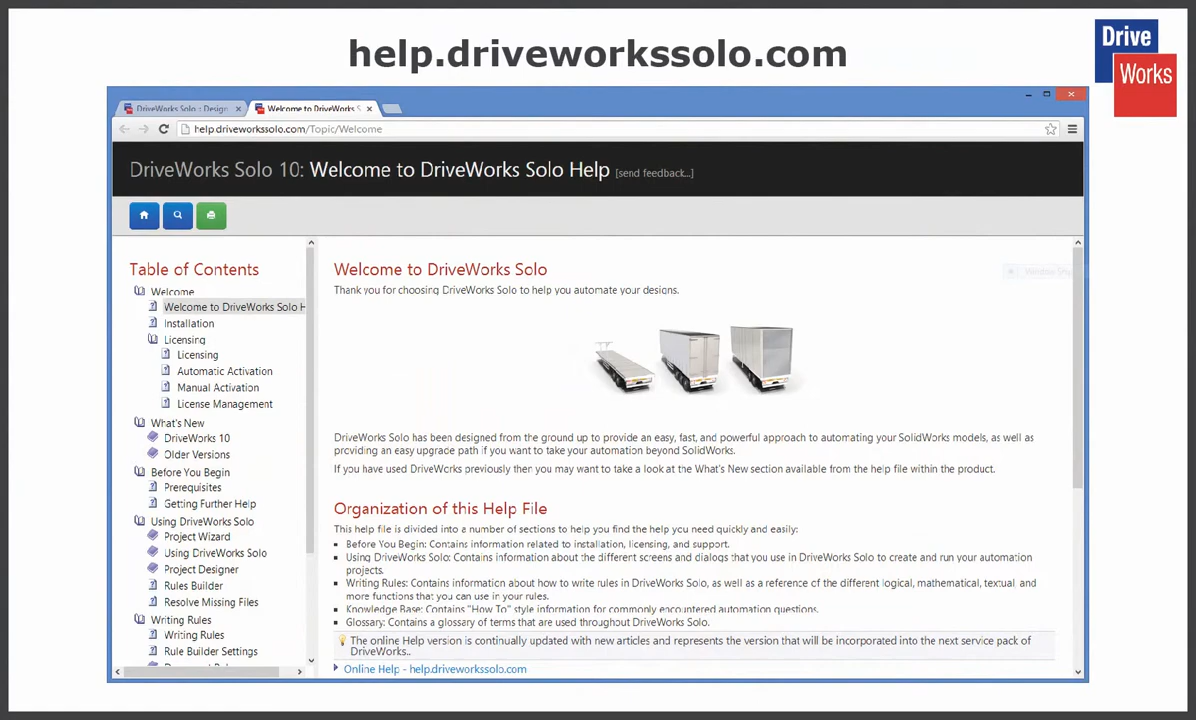 help.driveworkssolo.com
Drive
Works
DriveWorks Solo :: Design
Welcome to DriveWorks S
help.driveworkssolo.com/Topic/Welcome
DriveWorks Solo 10: Welcome to DriveWorks Solo Help [send feedback...]
Table of Contents
Welcome
Welcome to DriveWorks Solo H
Installation
Licensing
Licensing
Automatic Activation
Manual Activation
License Management
What's New
DriveWorks 10
Older Versions
Before You Begin
Prerequisites
Getting Further Help
Using DriveWorks Solo
Project Wizard
Using DriveWorks Solo
Project Designer
Rules Builder
Resolve Missing Files
Writing Rules
Writing Rules
Rule Builder Settings
Welcome to DriveWorks Solo
Thank you for choosing DriveWorks Solo to help you automate your designs.
DriveWorks Solo has been designed from the ground up to provide an easy, fast, and powerful approach to automating your SolidWorks models, as well as
providing an easy upgrade path if you want to take your automation beyond SolidWorks.
If you have used DriveWorks previously then you may want to take a look at the What's New section available from the help file within the product.
Organization of this Help File
This help file is divided into a number of sections to help you find the help you need quickly and easily:
Before You Begin: Contains information related to installation, licensing, and support.
Using DriveWorks Solo: Contains information about the different screens and dialogs that you use in DriveWorks Solo to create and run your automation
projects.
Writing Rules: Contains information about how to write rules in DriveWorks Solo, as well as a reference of the different logical, mathematical, textual, and
more functions that you can use in your rules.
Knowledge Base: Contains "How To" style information for commonly encountered automation questions.
Glossary: Contains a glossary of terms that are used throughout DriveWorks Solo.
The online Help version is continually updated with new articles and represents the version that will be incorporated into the next service pack of
DriveWorks..
Online Help - help.driveworkssolo.com